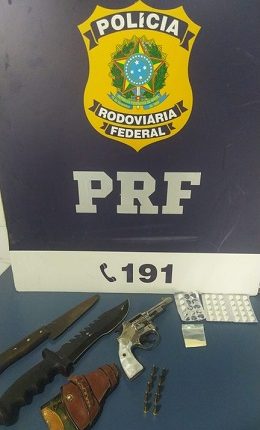 POLÍCIA
RODOVIÁRIA
FEDERAL
PRF
191